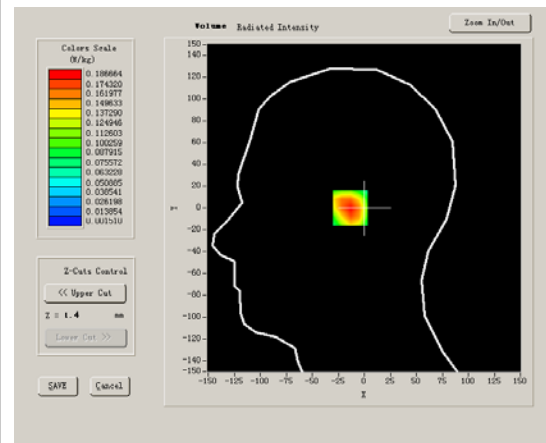 Volume Radiated Intensity
Zoom In/Out
Colors Scale
(W/kg)
0.186664
0.174320
0.161977
0.149633
0.137290
0.124946
0.112603
0.100259
0.087915
0.075572
0.063228
0.050885
0.038541
0.026198
0.013854
0.001510
Z-Cuts Control
<< Upper Cut
Z = 1.4 mm
Lower Cut >>
SAVE
Cancel
150
140
120
100
80
60
40
20
0
-20
-40
-60
-80
-100
-120
-140
-150
Y
-150 -125 -100 -75 -50 -25 0 25 50 75 100 125 150
X